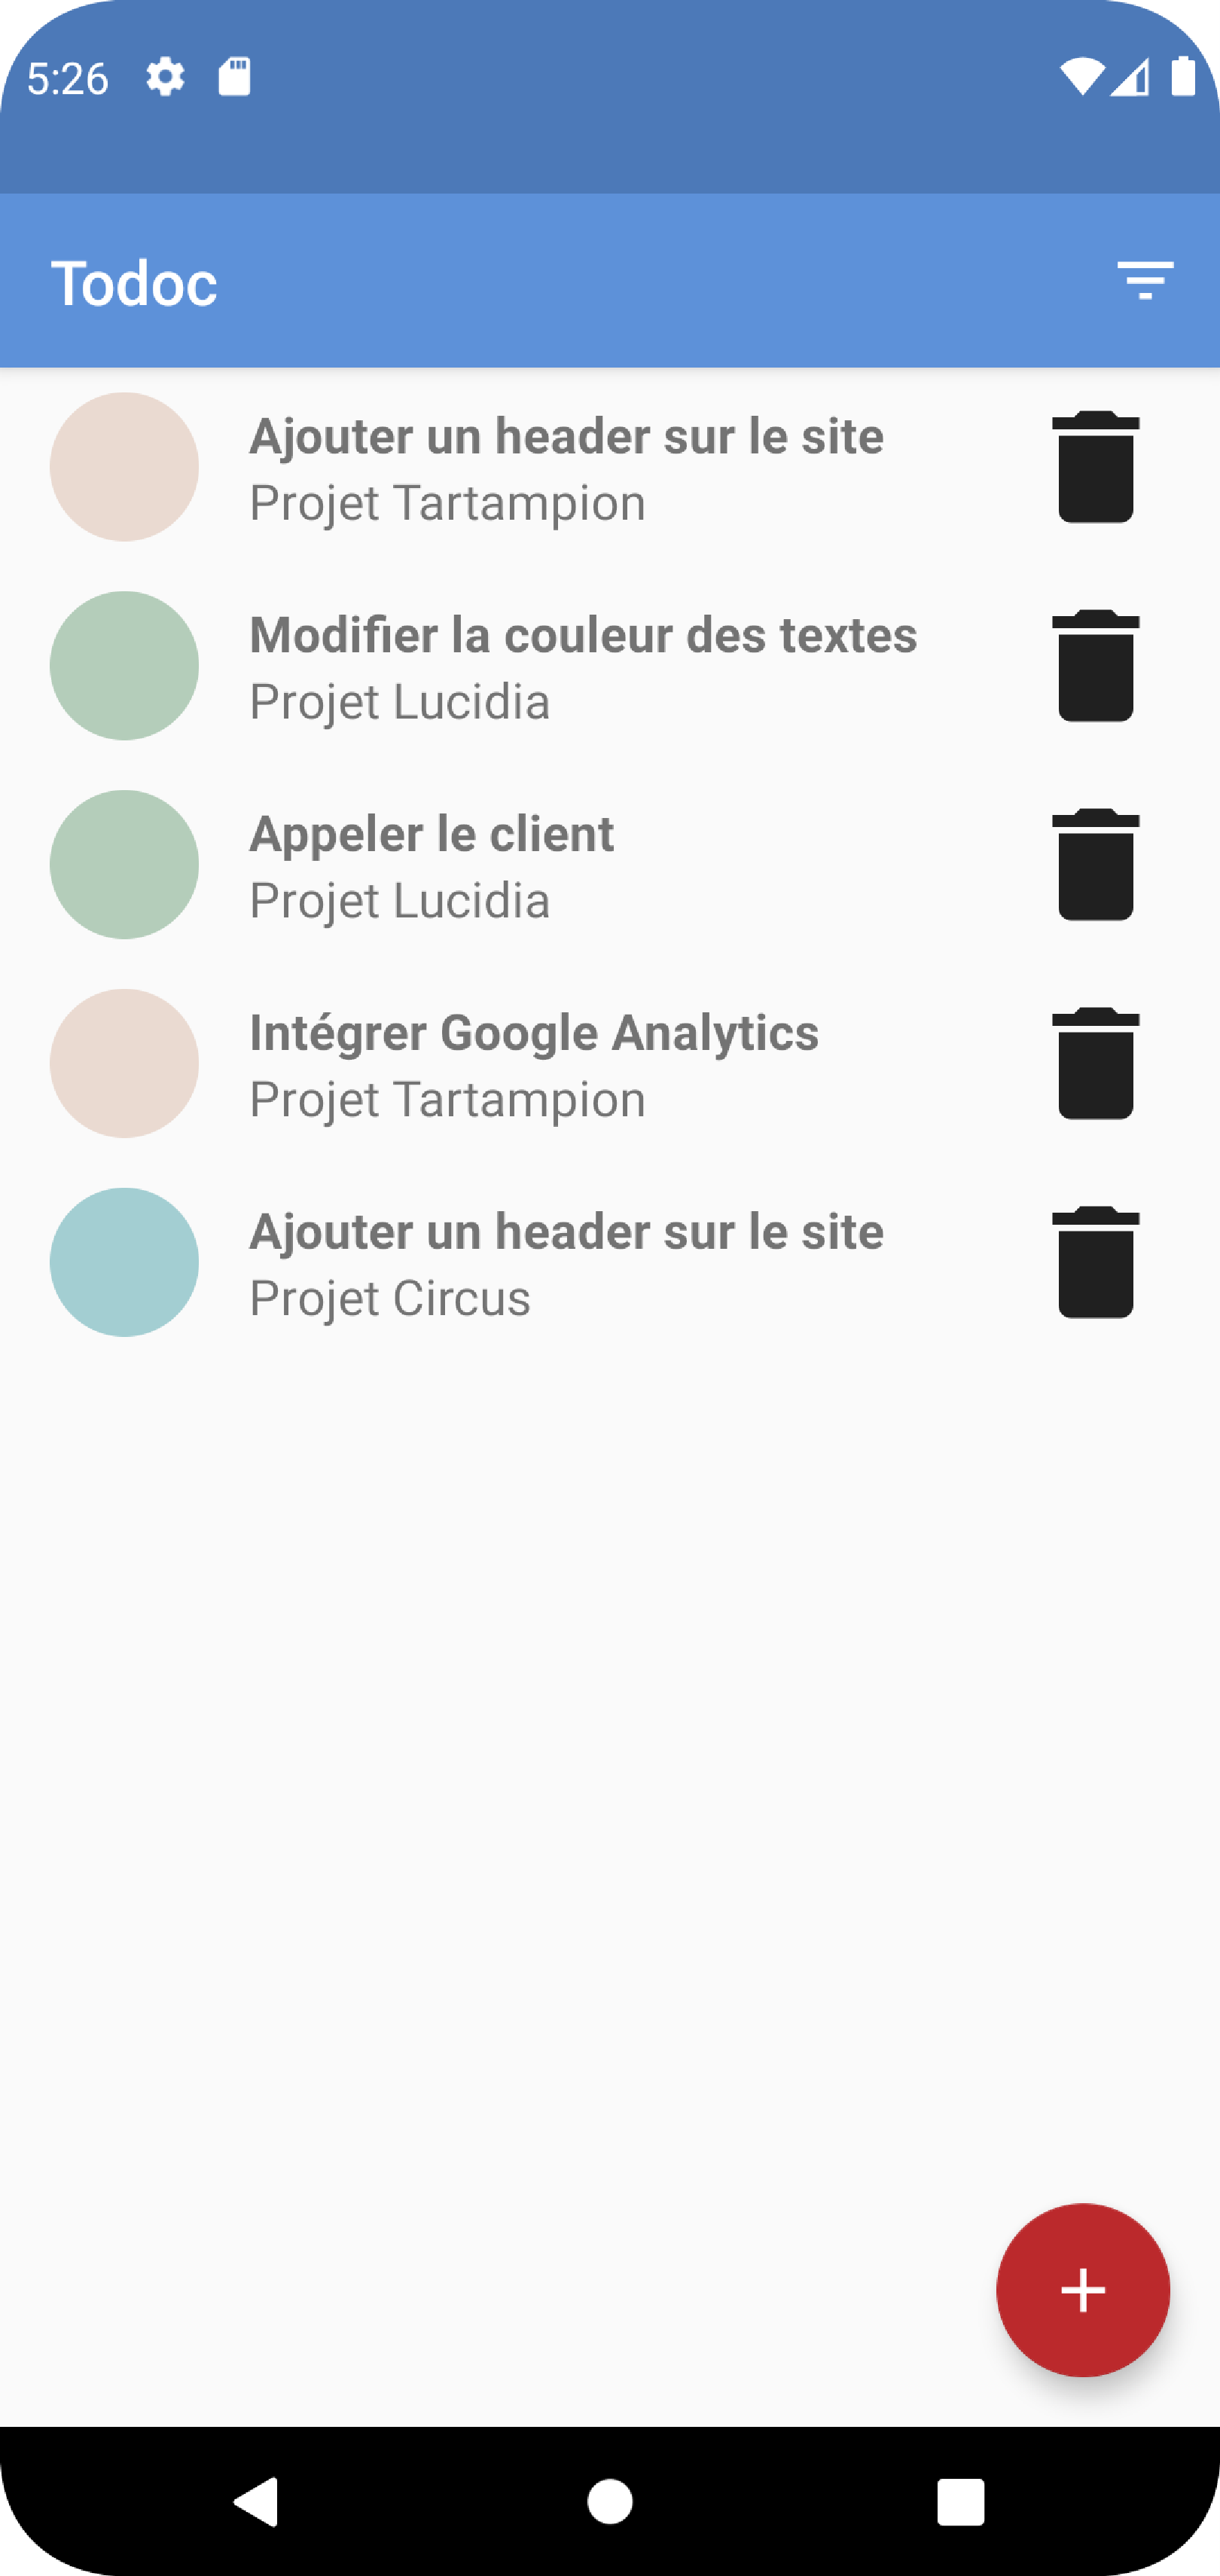 5:26
Todoc
Ajouter un header sur le site
Projet Tartampion
Modifier la couleur des textes
Projet Lucidia
Appeler le client
Projet Lucidia
Intégrer Google Analytics
Projet Tartampion
Ajouter un header sur le site
Projet Circus